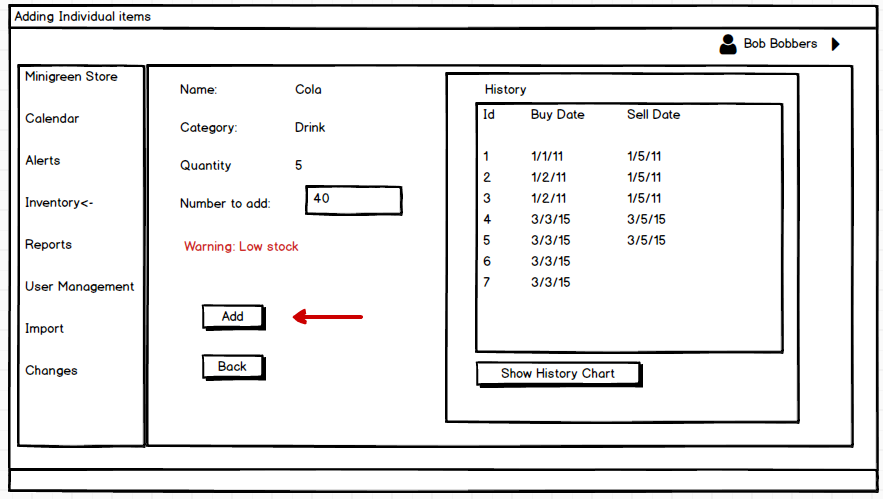 Adding Individual items
Bob Bobbers
Minigreen Store
Calendar
Alerts
Inventory<-
Reports
User Management
Import
Changes
Name: Cola
Category: Drink
Quantity 5
Number to add: 40
Warning: Low stock
Add
Back
History
Id Buy Date Sell Date
1 1/1/11 1/5/11
2 1/2/11 1/5/11
3 1/2/11 1/5/11
4 3/3/15 3/5/15
5 3/3/15 3/5/15
6 3/3/15
7 3/3/15
Show History Chart